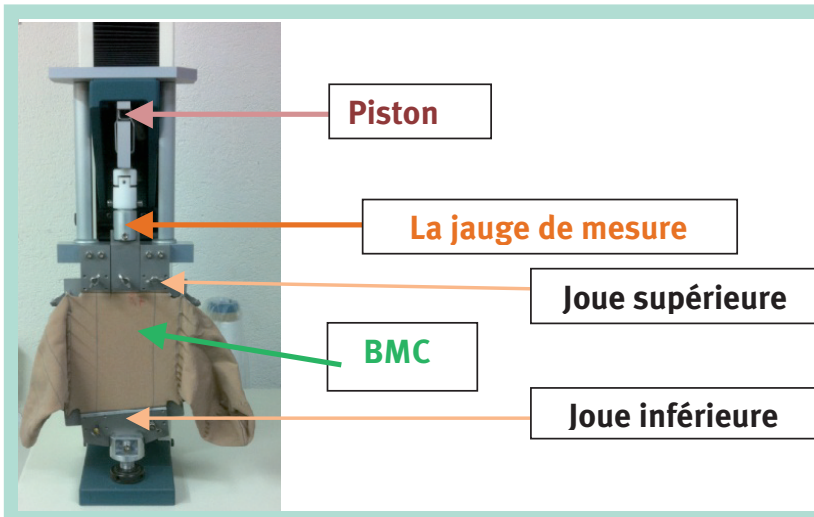 Piston
La jauge de mesure
Joue supérieure
BMC
Joue inférieure